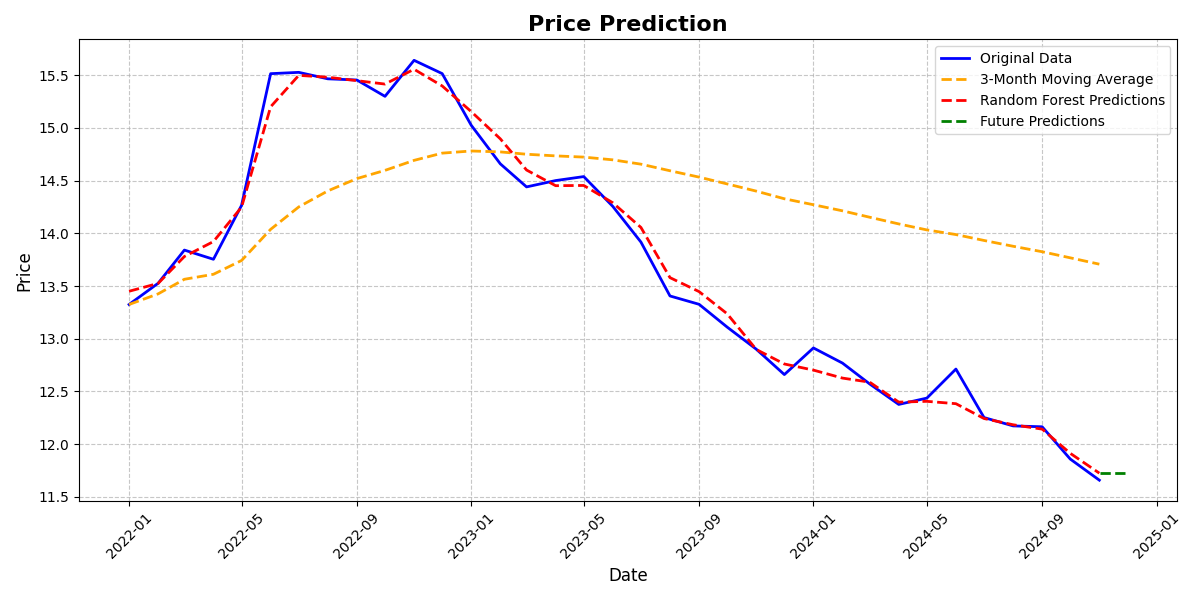 Price Prediction
Original Data
3-Month Moving Average
Random Forest Predictions
Future Predictions
Price
15.5
15.0
14.5
14.0
13.5
13.0
12.5
12.0
11.5
2022-01
2022-05
2022-09
2023-01
2023-05
2023-09
2024-01
2024-05
2024-09
2025-01
Date